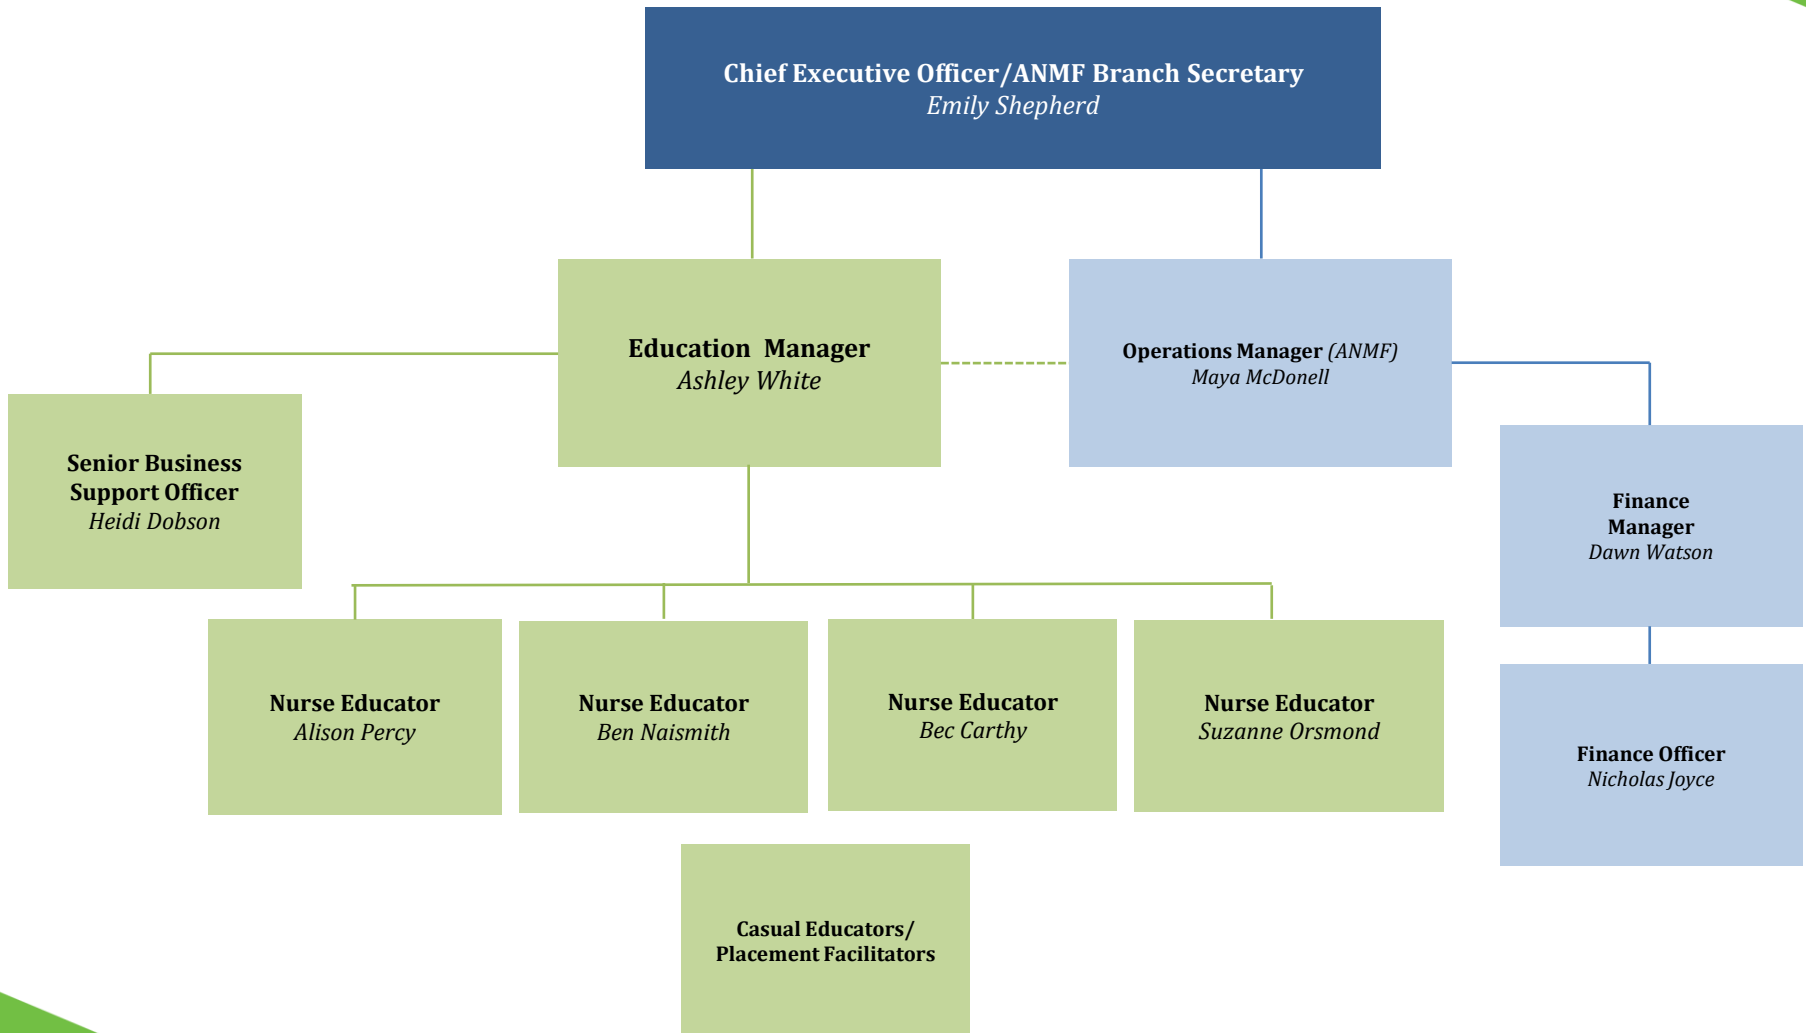 Chief Executive Officer/ANMF Branch Secretary
Emily Shepherd
Education Manager
Ashley White
Operations Manager (ANMF)
Maya McDonell
Senior Business
Support Officer
Heidi Dobson
Finance
Manager
Dawn Watson
Nurse Educator
Alison Percy
Nurse Educator
Ben Naismith
Nurse Educator
Bec Carthy
Nurse Educator
Suzanne Orsmond
Finance Officer
Nicholas Joyce
Casual Educators/
Placement Facilitators